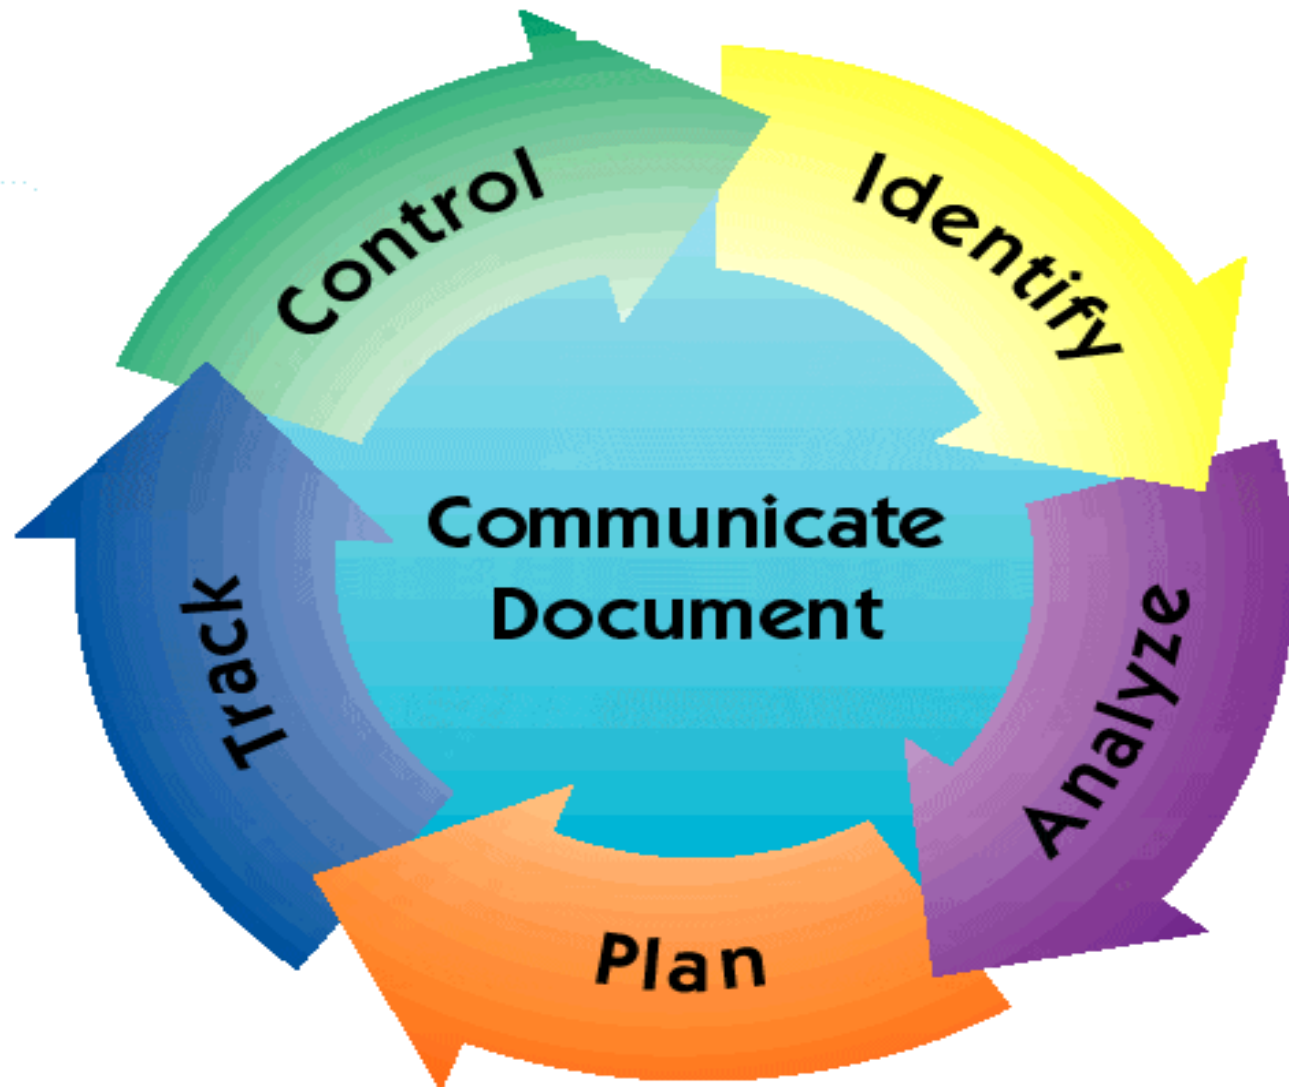 Control
Identify
Communicate
Document
Track
Analyze
Plan